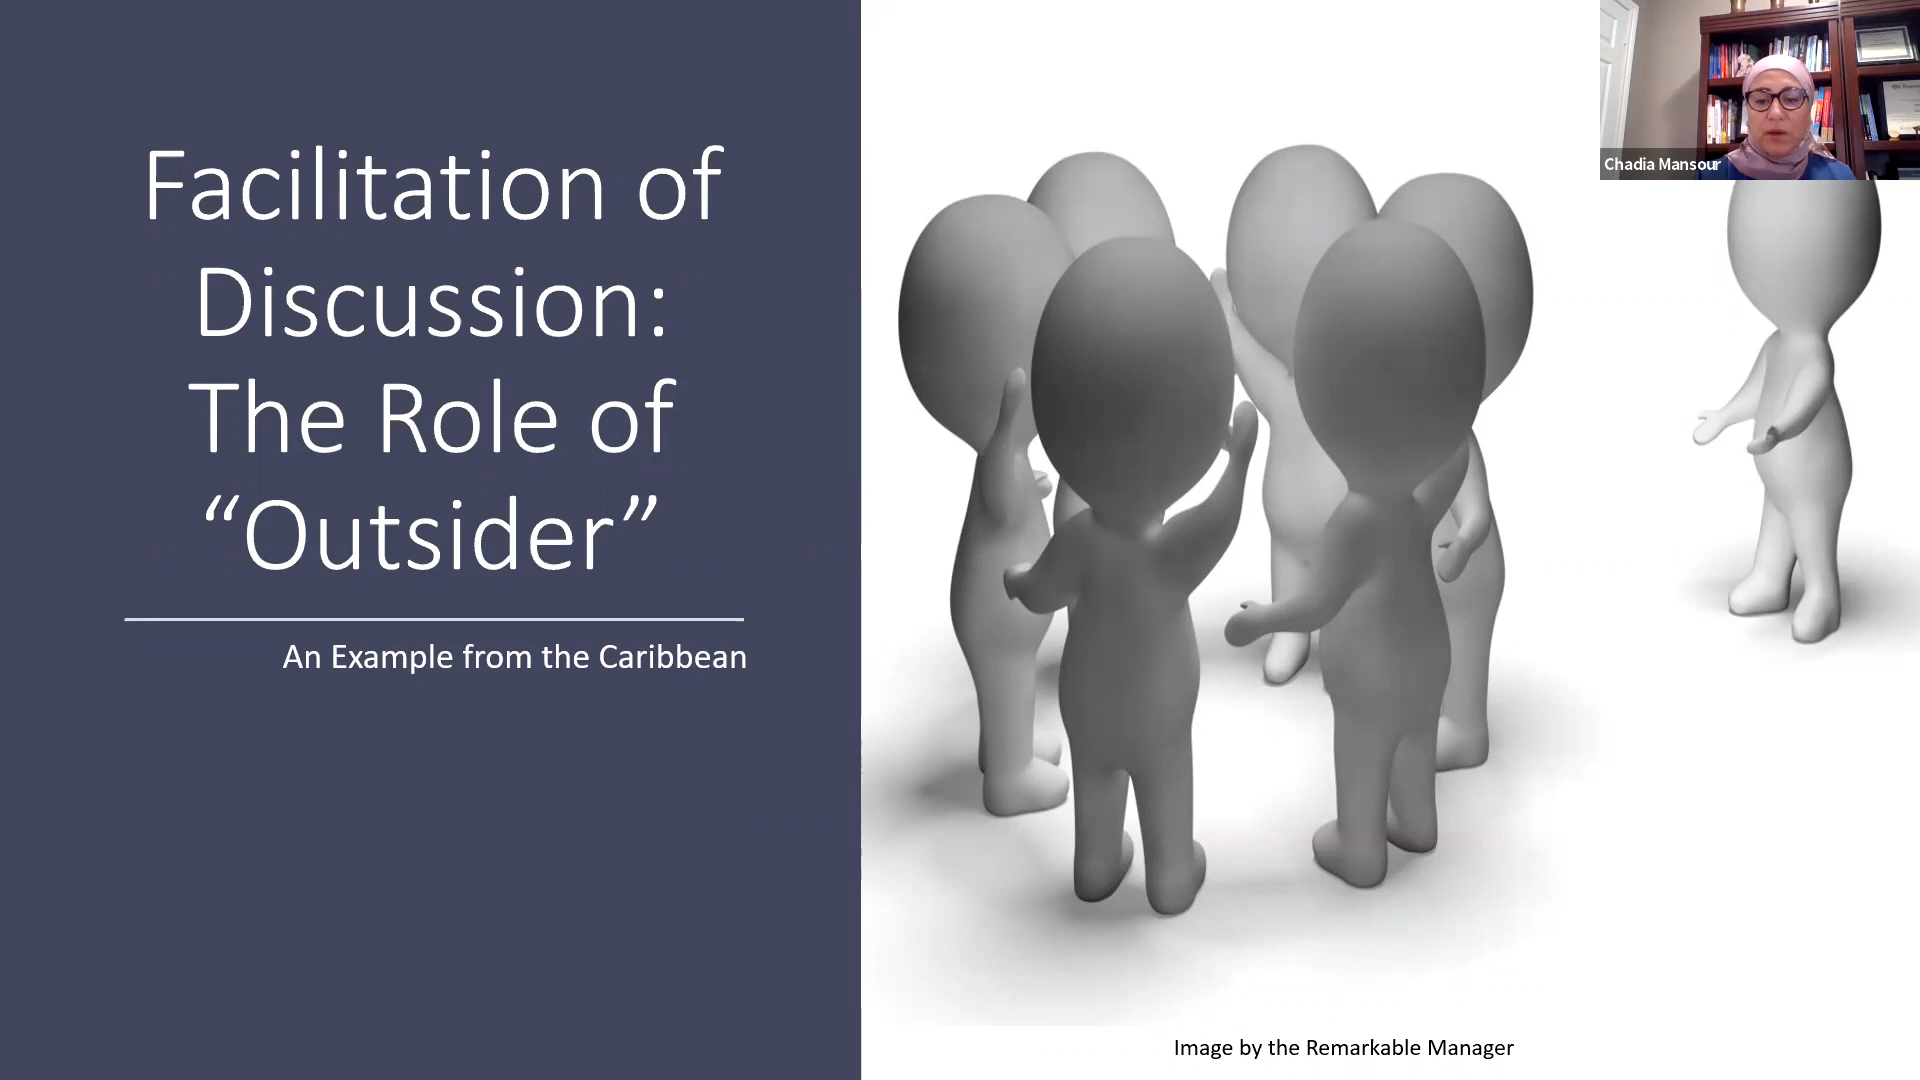 Facilitation of
Discussion:
The Role of
“Outsider”
An Example from the Caribbean
Chadia Mansour
Image by the Remarkable Manager